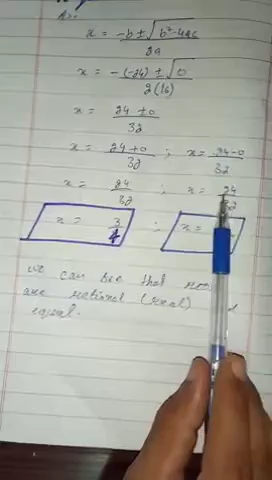 x = -b ± √b²-4ac / 2a
x = -(-24) ± √0 / 2(16)
x = 24 ± 0 / 32
x = 24 + 0 / 32 ; x = 24-0 / 32
x = 24 / 32 ; x = 24 / 32
x = 3 / 4 ; x =
we can see that
are rational (real)
equal.